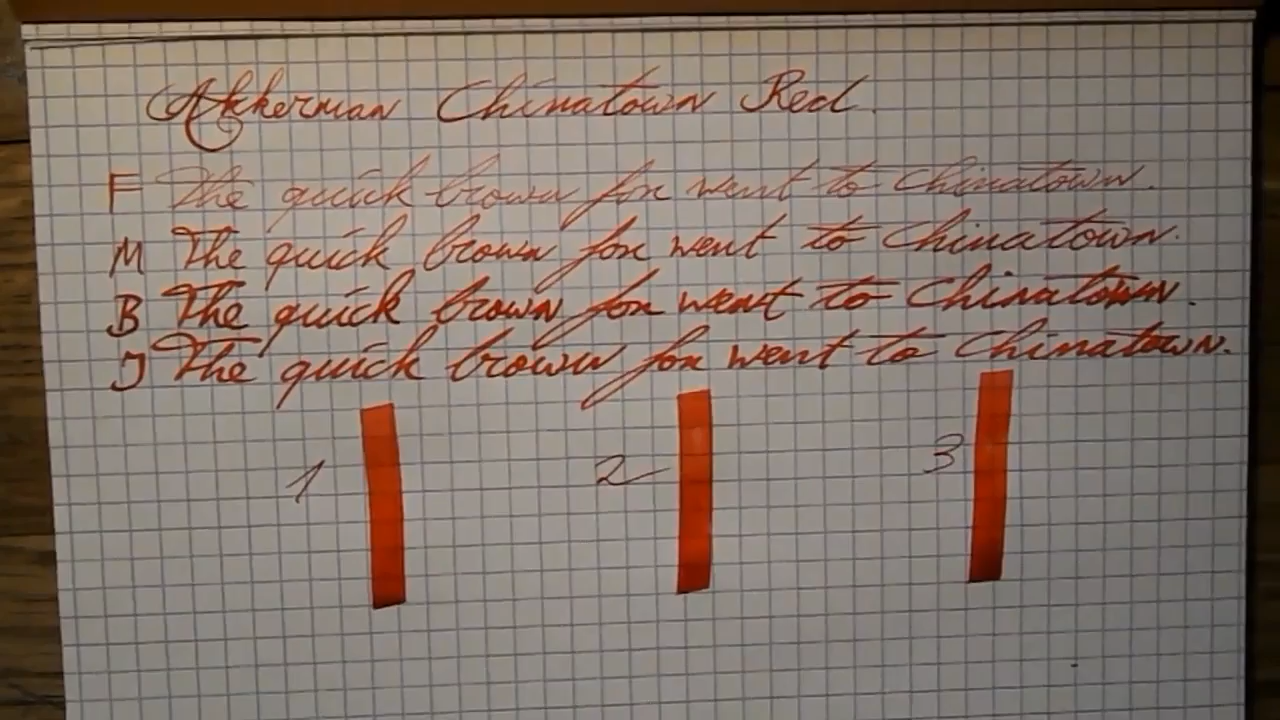 Akkerman Chinatown Red.
F The quick brown fox went to Chinatown.
M The quick brown fox went to Chinatown.
B The quick brown fox went to Chinatown.
J The quick brown fox went to Chinatown.
1 2 3